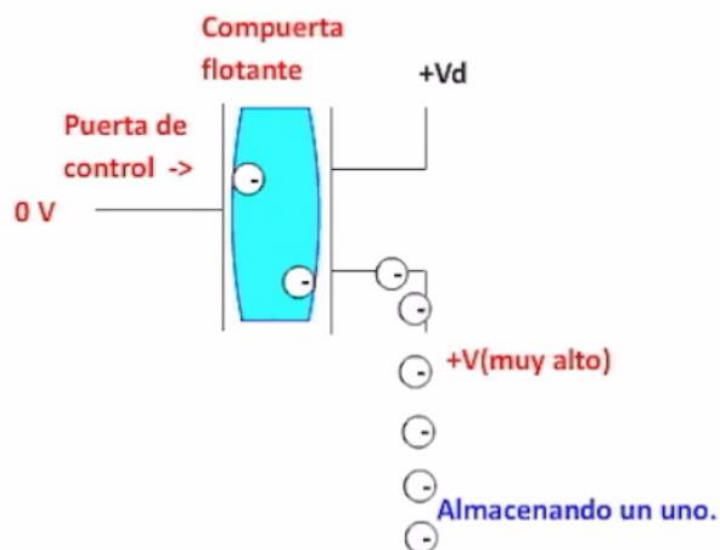 Compuerta
flotante
+Vd
Puerta de
control ->
0 V
+V(muy alto)
Almacenando un uno.